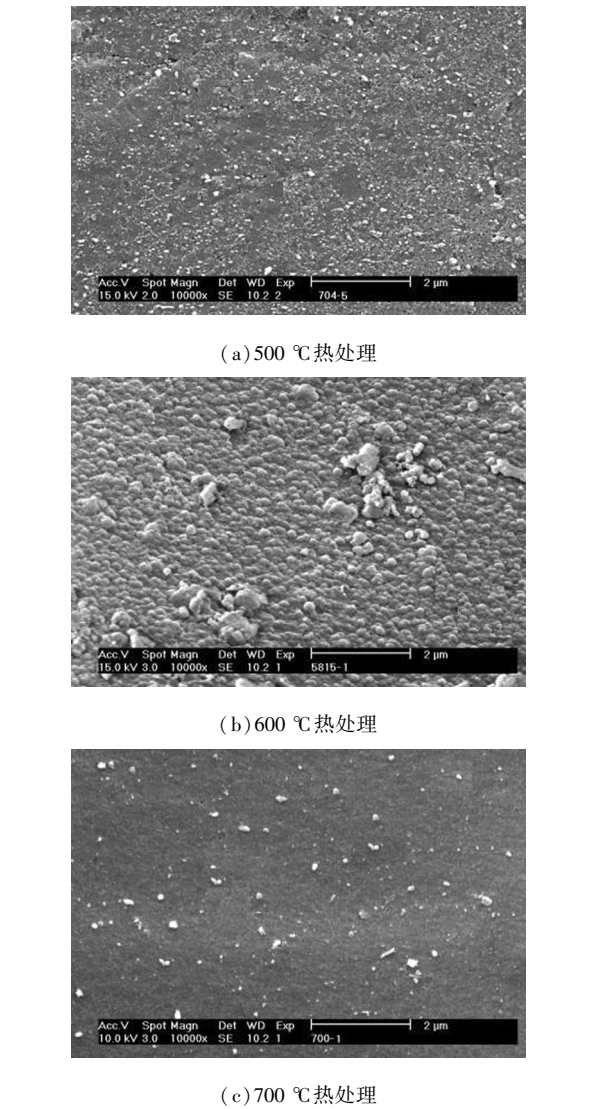 Acc.V Spot Magn Det WD Exp 2 μm
15.0 kV 2.0 10000x SE 10.2 2 704-5
(a)500 ℃热处理
Acc.V Spot Magn Det WD Exp 2 μm
15.0 kV 3.0 10000x SE 10.2 1 5815-1
(b)600 ℃热处理
Acc.V Spot Magn Det WD Exp 2 μm
10.0 kV 3.0 10000x SE 10.2 1 700-1
(c)700 ℃热处理